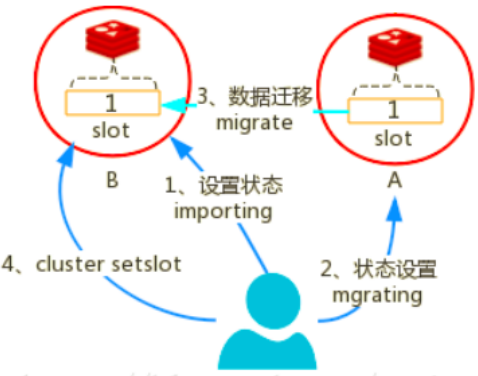 1
slot
B
3、数据迁移
migrate
1
slot
A
1、设置状态
importing
4、cluster setslot
2、状态设置
mgrating